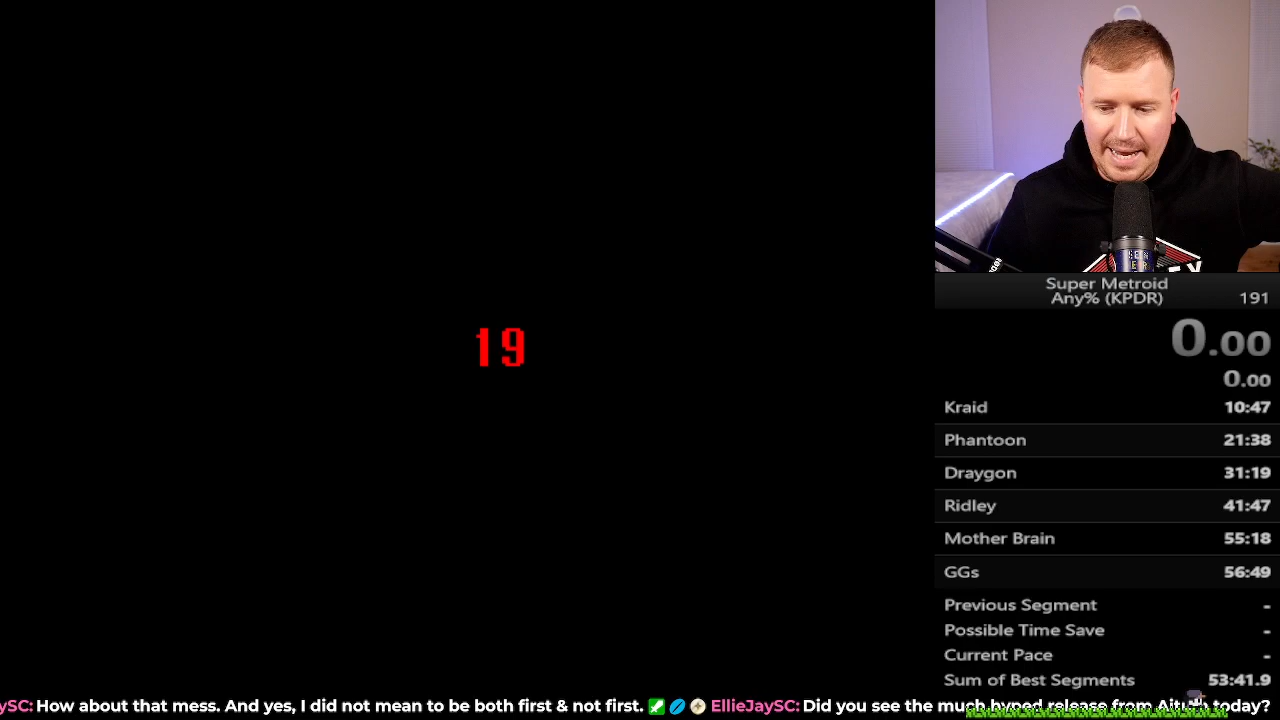 19
Super Metroid
Any% (KPDR) 191
0.00
0.00
Kraid 10:47
Phantoon 21:38
Draygon 31:19
Ridley 41:47
Mother Brain 55:18
GGs 56:49
Previous Segment -
Possible Time Save -
Current Pace -
Sum of Best Segments 53:41.9
ySC: How about that mess. And yes, I did not mean to be both first & not first. EllieJaySC: Did you see the much hyped release from today?